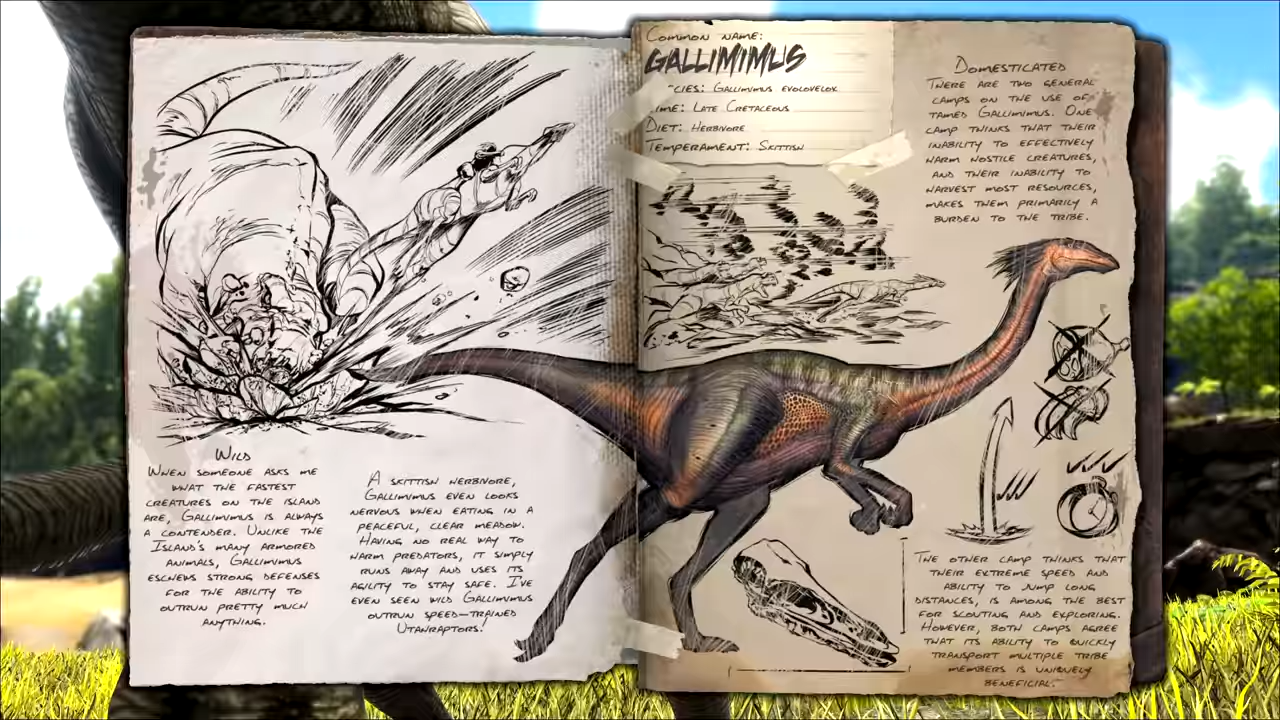 Common name:
Gallimimus
cies: Gallimimus evolovelox
ime: Late Cretaceous
Diet: Herbivore
Temperament: Skittish
Wild
When someone asks me
what the fastest
creatures on the island
are, Gallimimus is always
a contender. Unlike the
Island's many armored
animals, Gallimimus
eschews strong defenses
for the ability to
outrun pretty much
anything.
A skittish herbivore,
Gallimimus even looks
nervous when eating in a
peaceful, clear meadow.
Having no real way to
harm predators, it simply
runs away and uses its
agility to stay safe. I've
even seen wild Gallimimus
outrun speed-trained
Utahraptors!
Domesticated
There are two general
camps on the use of
tamed Gallimimus. One
camp thinks that their
inability to effectively
harm hostile creatures,
and their inability to
harvest most resources,
makes them primarily a
burden to the tribe.
The other camp thinks that
their extreme speed and
ability to jump long
distances, is among the best
for scouting and exploring.
However, both camps agree
that its ability to quickly
transport multiple tribe
members is uniquely
beneficial.